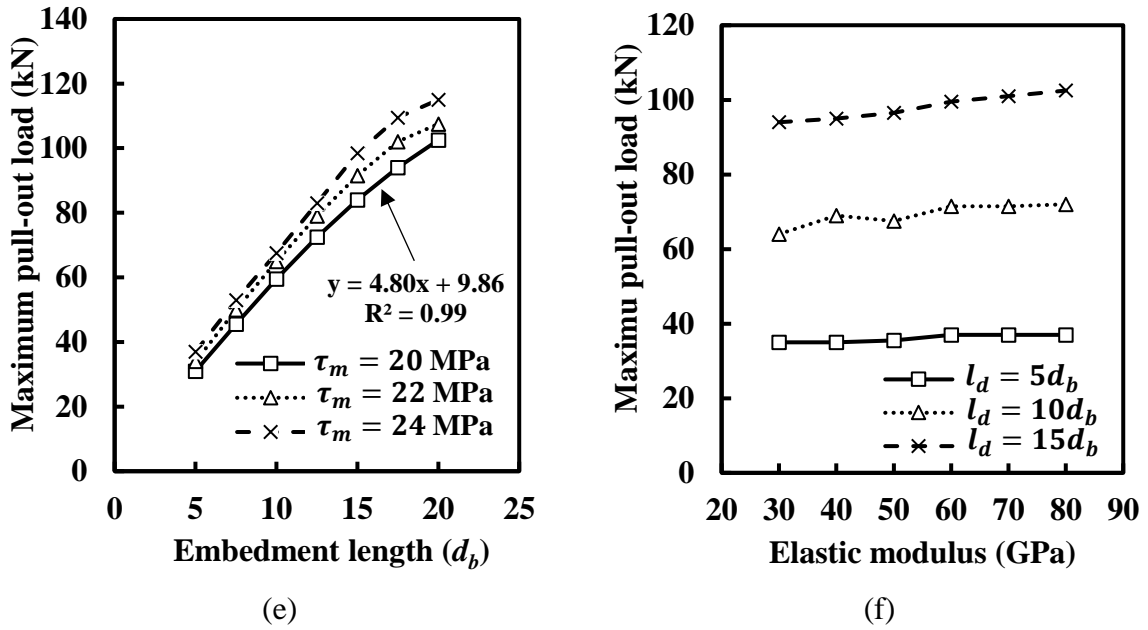 Maximum pull-out load (kN)
140
120
100
80
60
40
20
0
y = 4.80x + 9.86
R² = 0.99
τₘ = 20 MPa
τₘ = 22 MPa
τₘ = 24 MPa
0 5 10 15 20 25
Embedment length (d_b)
(e)
Maximu pull-out load (kN)
120
100
80
60
40
20
0
l_d = 5d_b
l_d = 10d_b
l_d = 15d_b
20 30 40 50 60 70 80 90
Elastic modulus (GPa)
(f)